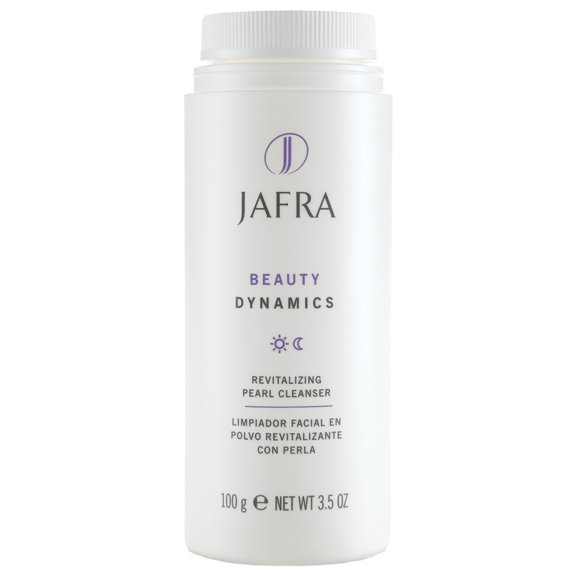 JAFRA
BEAUTY
DYNAMICS
REVITALIZING
PEARL CLEANSER
LIMPIADOR FACIAL EN
POLVO REVITALIZANTE
CON PERLA
100 g ℮ NET WT 3.5 OZ